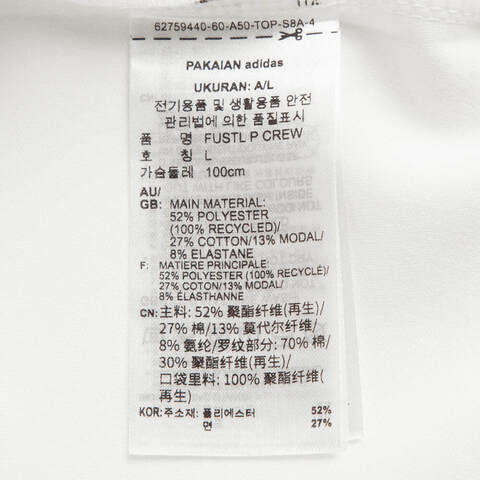 62759440-60-A50-TOP-S8A-4
PAKAIAN adidas
UKURAN: A/L
전기용품 및 생활용품 안전
관리법에 의한 품질표시
품 명 FUSTL P CREW
호 칭 L
가슴둘레 100cm
AU/
GB: MAIN MATERIAL:
52% POLYESTER
(100% RECYCLED)/
27% COTTON/13% MODAL/
8% ELASTANE
F: MATIERE PRINCIPALE:
52% POLYESTER (100% RECYCLÉ)/
27% COTON/13% MODAL/
8% ÉLASTHANNE
CN: 主料: 52% 聚酯纤维(再生)/
27% 棉/13% 莫代尔纤维/
8% 氨纶/罗纹部分: 70% 棉/
30% 聚酯纤维(再生)/
口袋里料: 100% 聚酯纤维(
再生)
KOR: 주소재: 폴리에스터 52%
면 27%